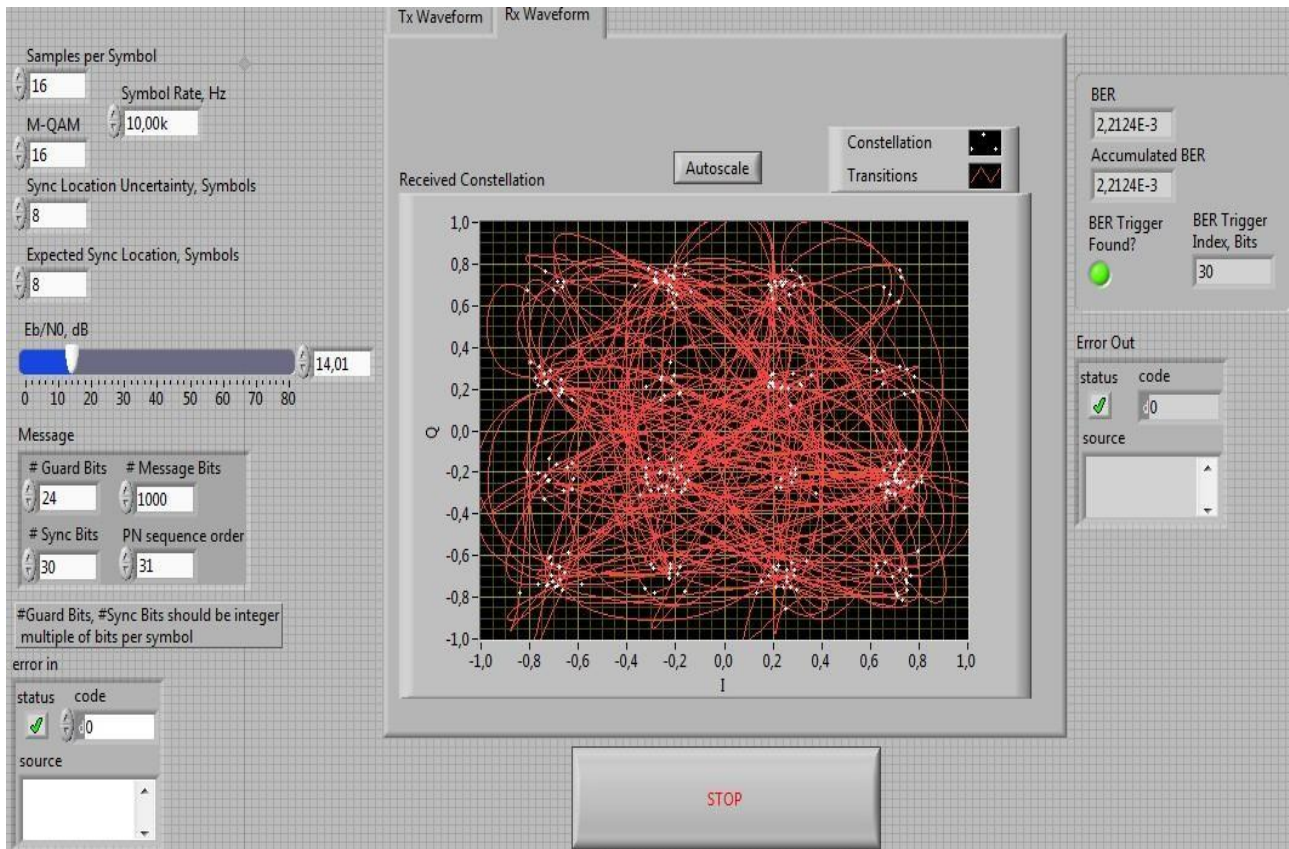 Tx Waveform
Rx Waveform
Samples per Symbol
16
Symbol Rate, Hz
10,00k
M-QAM
16
Sync Location Uncertainty, Symbols
8
Expected Sync Location, Symbols
8
Eb/N0, dB
14,01
0 10 20 30 40 50 60 70 80
Message
# Guard Bits
24
# Message Bits
1000
# Sync Bits
30
PN sequence order
31
#Guard Bits, #Sync Bits should be integer
multiple of bits per symbol
error in
status
code
d0
source
Received Constellation
Autoscale
Constellation
Transitions
1,0
0,8
0,6
0,4
0,2
0,0
-0,2
-0,4
-0,6
-0,8
-1,0
Q
-1,0 -0,8 -0,6 -0,4 -0,2 0,0 0,2 0,4 0,6 0,8 1,0
I
STOP
BER
2,2124E-3
Accumulated BER
2,2124E-3
BER Trigger
Found?
BER Trigger
Index, Bits
30
Error Out
status
code
d0
source